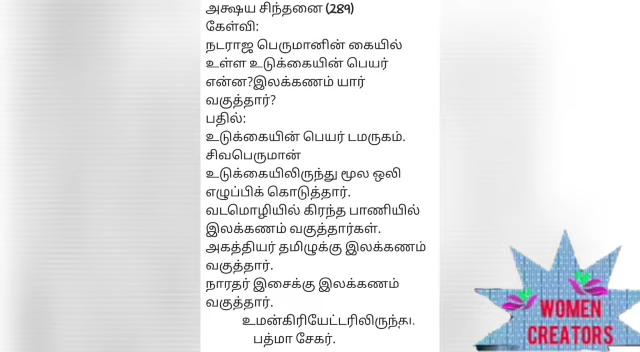 அக்ஷய சிந்தனை (289)
கேள்வி:
நடராஜ பெருமானின் கையில்
உள்ள உடுக்கையின் பெயர்
என்ன?இலக்கணம் யார்
வகுத்தார்?
பதில்:
உடுக்கையின் பெயர் டமருகம்.
சிவபெருமான்
உடுக்கையிலிருந்து மூல ஒலி
எழுப்பிக் கொடுத்தார்.
வடமொழியில் கிரந்த பாணியில்
இலக்கணம் வகுத்தார்கள்.
அகத்தியர் தமிழுக்கு இலக்கணம்
வகுத்தார்.
நாரதர் இசைக்கு இலக்கணம்
வகுத்தார்.
உமன்கிரியேட்டரிலிருந்து.
பத்மா சேகர்.
WOMEN
CREATORS